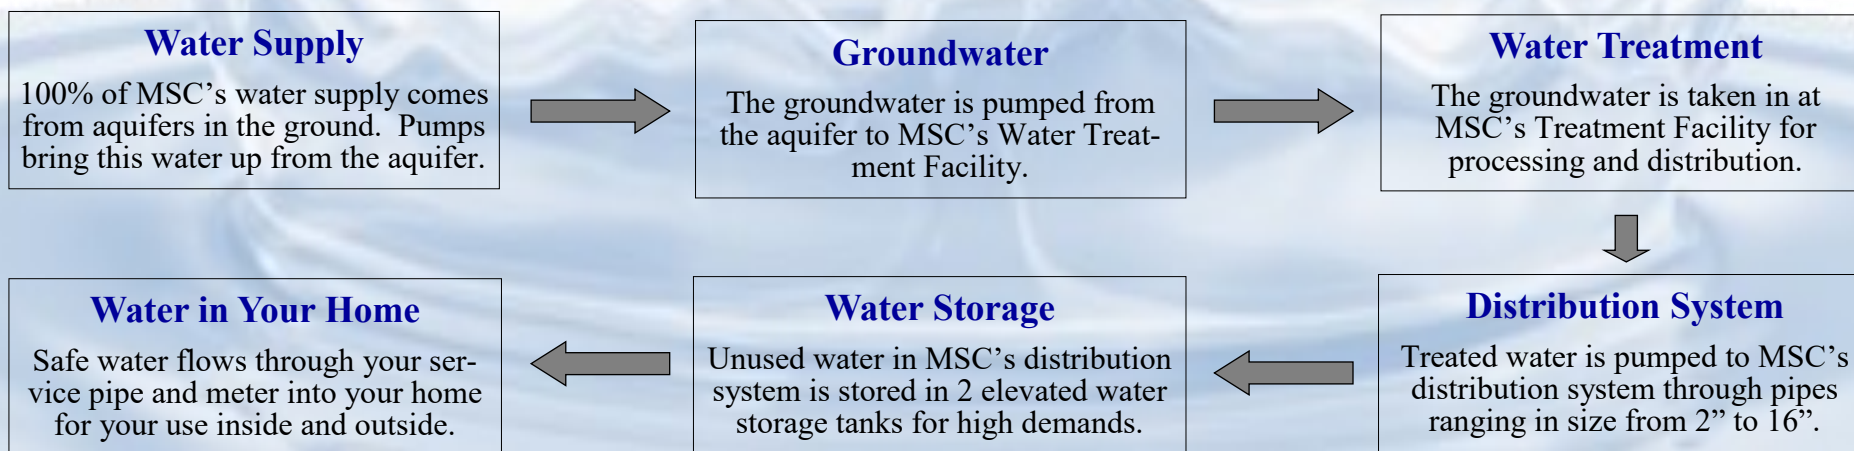 Water Supply
100% of MSC’s water supply comes
from aquifers in the ground.  Pumps
bring this water up from the aquifer.
Groundwater
The groundwater is pumped from
the aquifer to MSC’s Water Treat-
ment Facility.
Water Treatment
The groundwater is taken in at
MSC’s Treatment Facility for
processing and distribution.
Distribution System
Treated water is pumped to MSC’s
distribution system through pipes
ranging in size from 2” to 16”.
Water Storage
Unused water in MSC’s distribution
system is stored in 2 elevated water
storage tanks for high demands.
Water in Your Home
Safe water flows through your ser-
vice pipe and meter into your home
for your use inside and outside.